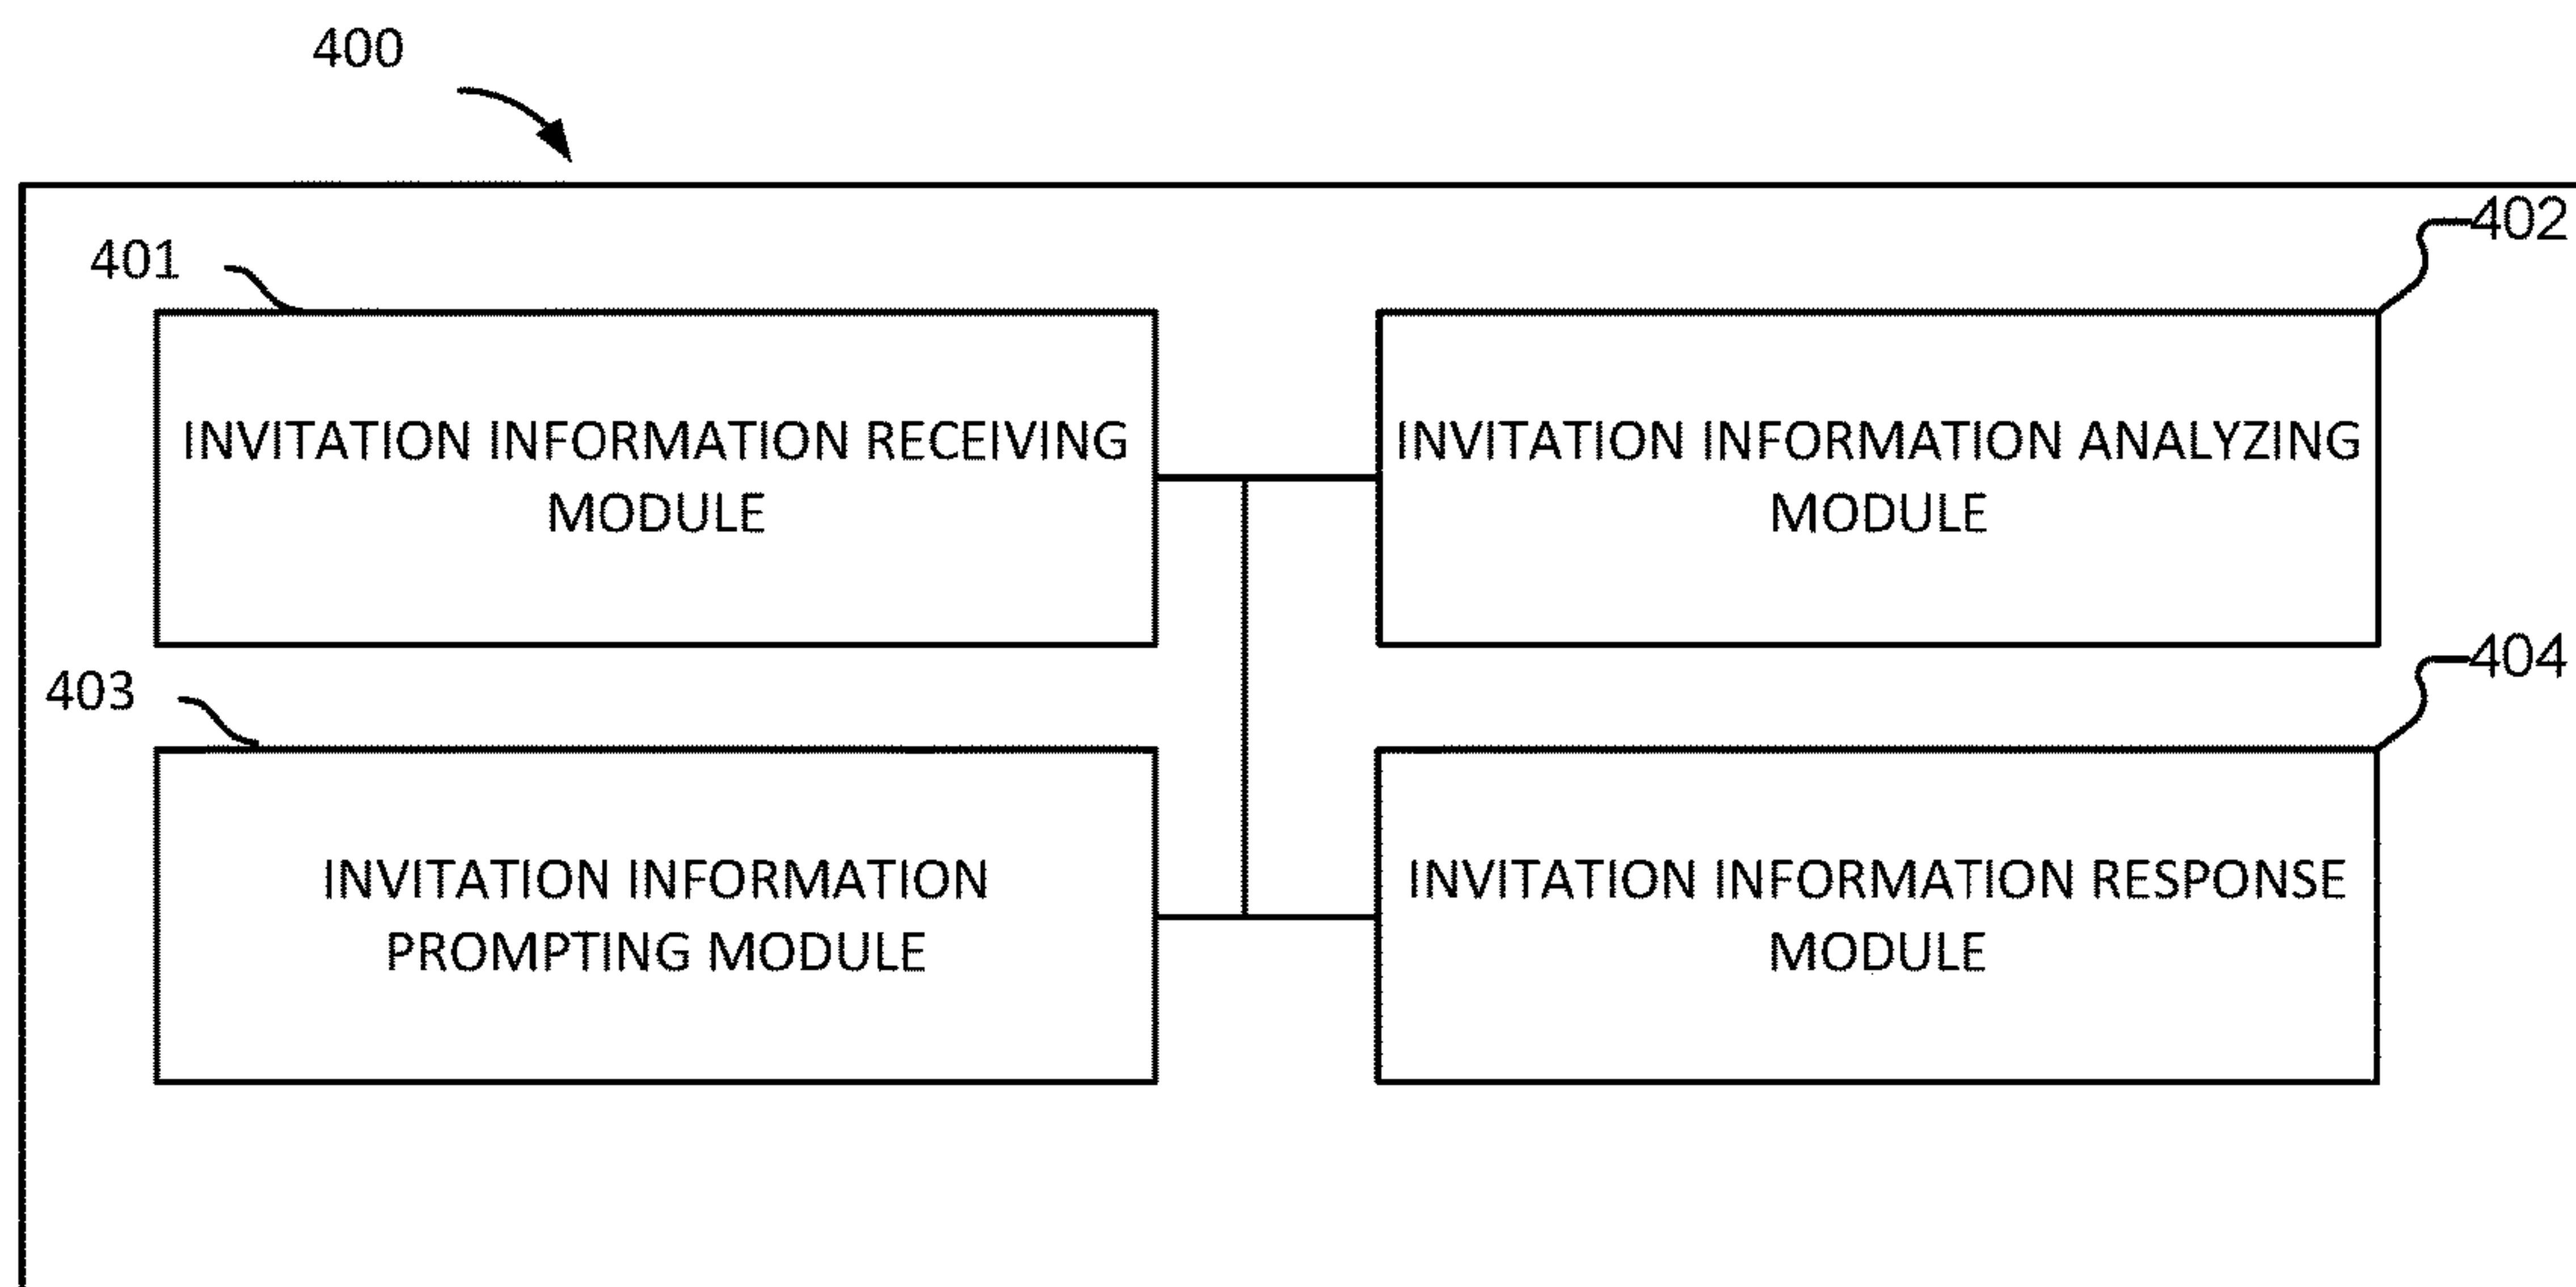 400
401
402
INVITATION INFORMATION RECEIVING
MODULE
INVITATION INFORMATION ANALYZING
MODULE
403
404
INVITATION INFORMATION
PROMPTING MODULE
INVITATION INFORMATION RESPONSE
MODULE